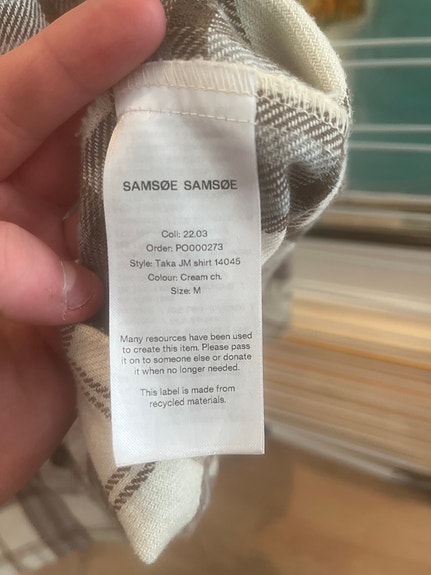 SAMSØE SAMSØE
Coll: 22.03
Order: PO000273
Style: Taka JM shirt 14045
Colour: Cream ch.
Size: M
Many resources have been used
to create this item. Please pass
it on to someone else or donate
it when no longer needed.
This label is made from
recycled materials.